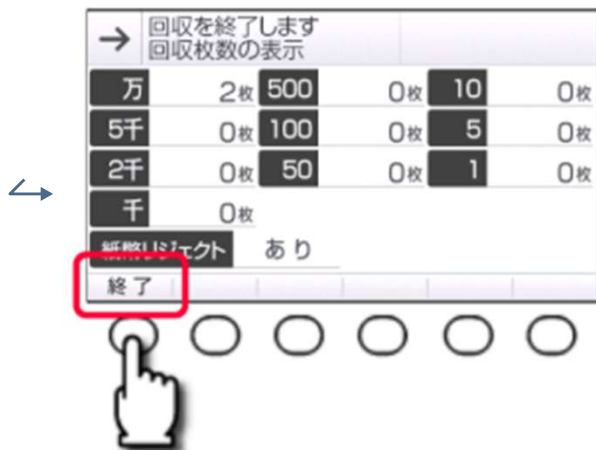 回収を終了します
回収枚数の表示
万 2枚 500 0枚 10 0枚
5千 0枚 100 0枚 5 0枚
2千 0枚 50 0枚 1 0枚
千 0枚
紙幣リジェクト あり
終了